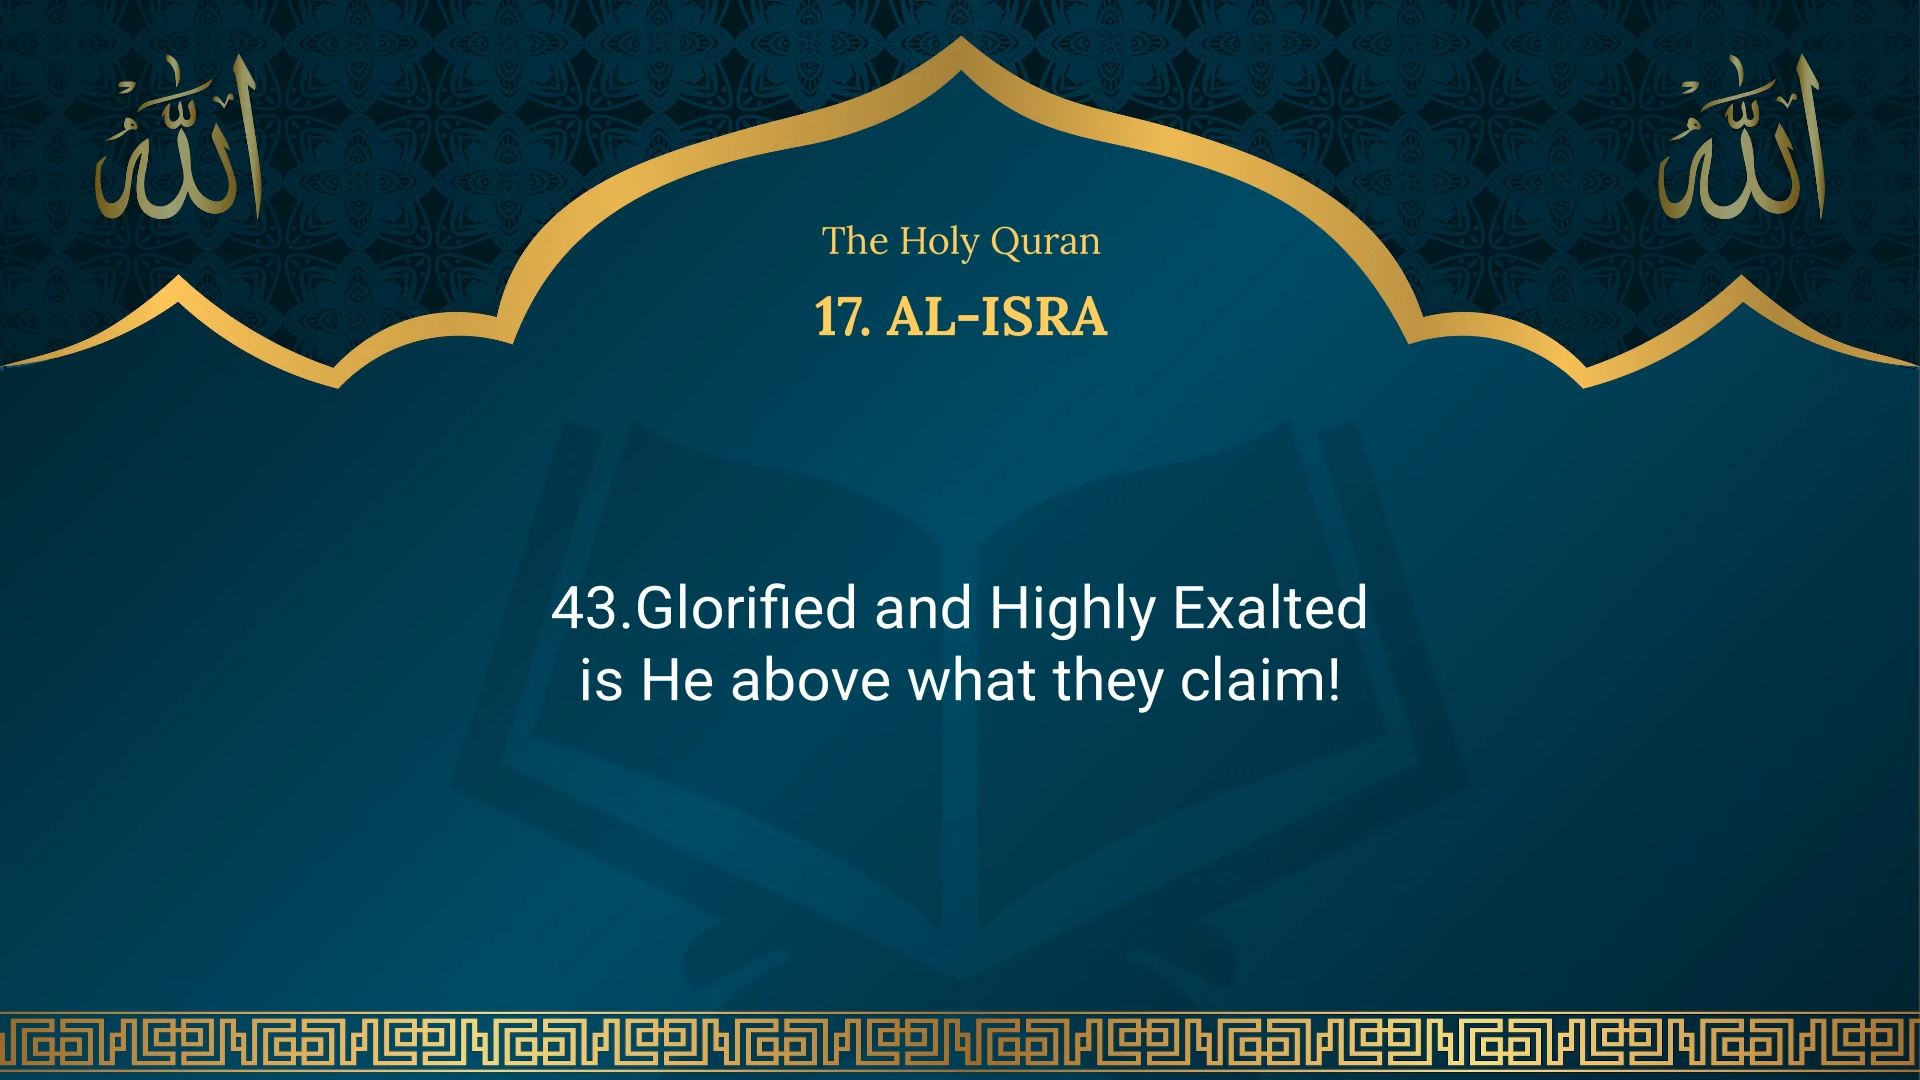 الله
الله
The Holy Quran
17. AL-ISRA
43.Glorified and Highly Exalted
is He above what they claim!